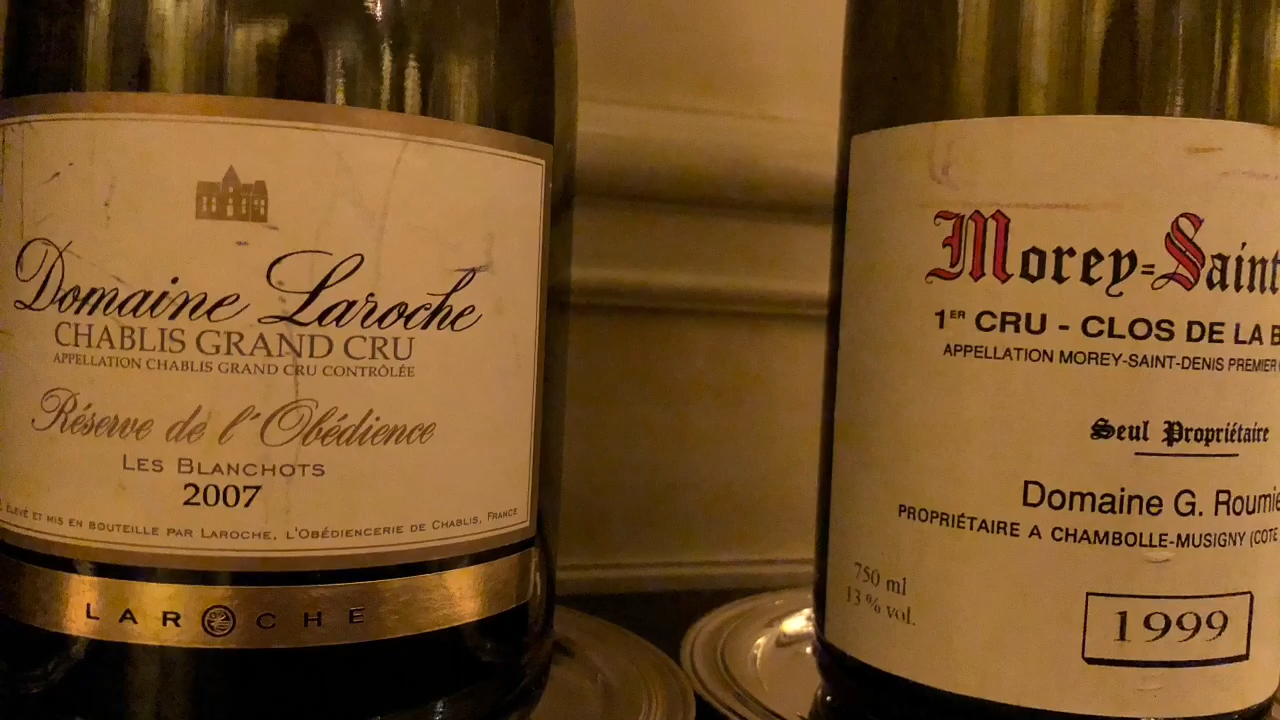 Domaine Laroche
CHABLIS GRAND CRU
APPELLATION CHABLIS GRAND CRU CONTRÔLÉE
Réserve de l'Obédience
LES BLANCHOTS
2007
ÉLEVÉ ET MIS EN BOUTEILLE PAR LAROCHE, L'OBÉDIENCERIE DE CHABLIS, FRANCE
LAROCHE
Morey-Saint
1ER CRU - CLOS DE LA B
APPELLATION MOREY-SAINT-DENIS PREMIER
Seul Propriétaire
Domaine G. Roumie
PROPRIÉTAIRE A CHAMBOLLE-MUSIGNY (COTE
750 ml
13 % vol.
1999